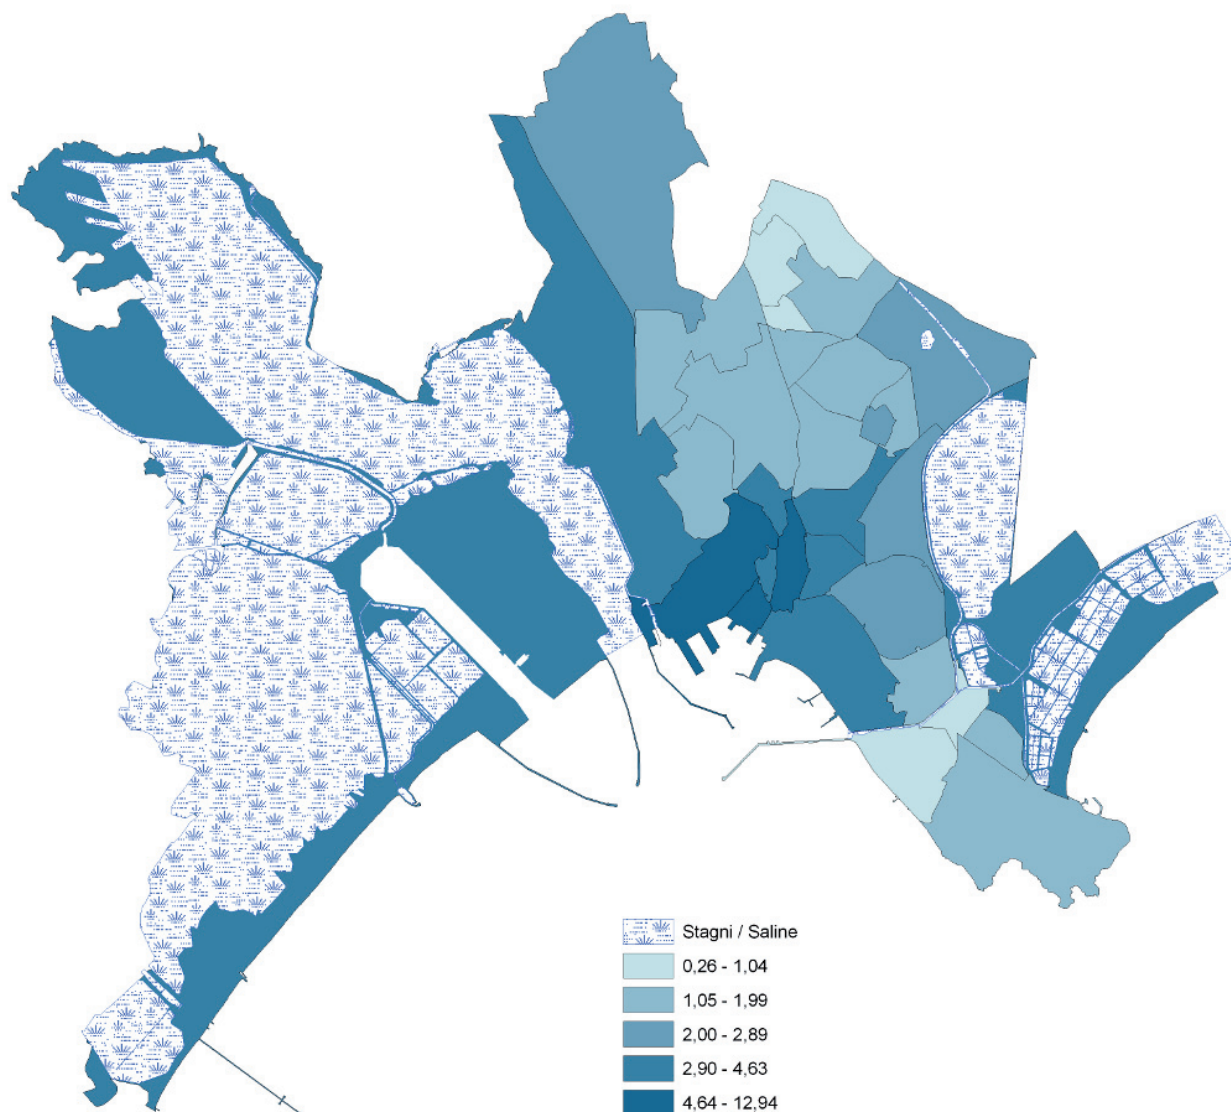 Stagni / Saline
0,26 - 1,04
1,05 - 1,99
2,00 - 2,89
2,90 - 4,63
4,64 - 12,94